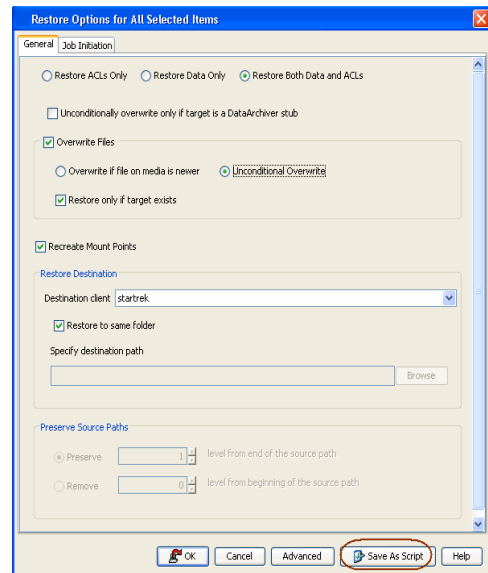 Restore Options for All Selected Items
General Job Initiation
Restore ACLs Only Restore Data Only Restore Both Data and ACLs
Unconditionally overwrite only if target is a DataArchiver stub
Overwrite Files
Overwrite if file on media is newer Unconditional Overwrite
Restore only if target exists
Recreate Mount Points
Restore Destination
Destination client startrek
Restore to same folder
Specify destination path
Browse
Preserve Source Paths
Preserve 1 level from end of the source path
Remove 0 level from beginning of the source path
OK Cancel Advanced Save As Script Help